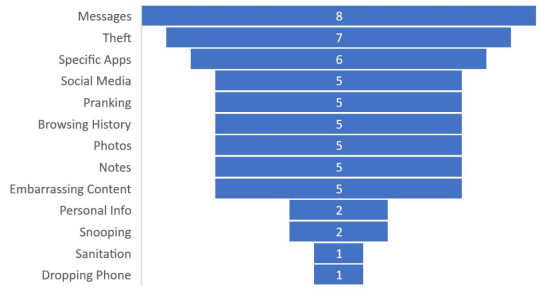 Messages 8
Theft 7
Specific Apps 6
Social Media 5
Pranking 5
Browsing History 5
Photos 5
Notes 5
Embarrassing Content 5
Personal Info 2
Snooping 2
Sanitation 1
Dropping Phone 1